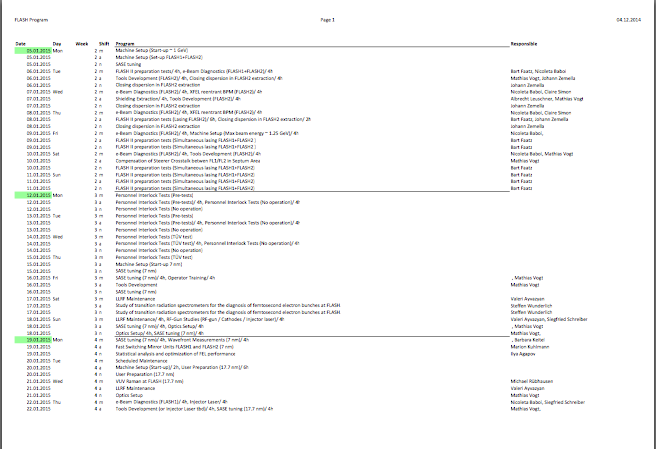 FLASH Program Page 1 04.12.2014
Date Day Week Shift Program Responsible
05.01.2015 Mon 2 m Machine Setup (Start-up ~ 1 GeV)
05.01.2015 2 a Machine Setup (Set-up FLASH1+FLASH2)
05.01.2015 2 n SASE tuning
06.01.2015 Tue 2 m FLASH II preparation tests/ 4h, e-Beam Diagnostics (FLASH1+FLASH2)/ 4h Bart Faatz, Nicoleta Baboi
06.01.2015 2 a Tools Development (FLASH2)/ 4h, Closing dispersion in FLASH2 extraction/ 4h Mathias Vogt, Johann Zemella
06.01.2015 2 n Closing dispersion in FLASH2 extraction Johann Zemella
07.01.2015 Wed 2 m e-Beam Diagnostics (FLASH2)/ 4h, XFEL reentrant BPM (FLASH2)/ 4h Nicoleta Baboi, Claire Simon
07.01.2015 2 a Shielding Extraction/ 4h, Tools Development (FLASH2)/ 4h Albrecht Leuschner, Mathias Vogt
07.01.2015 2 n Closing dispersion in FLASH2 extraction Johann Zemella
08.01.2015 Thu 2 m e-Beam Diagnostics (FLASH2)/ 4h, XFEL reentrant BPM (FLASH2)/ 4h Nicoleta Baboi, Claire Simon
08.01.2015 2 a FLASH II preparation tests (Lasing FLASH2)/ 6h, Closing dispersion in FLASH2 extraction/ 2h Bart Faatz, Johann Zemella
08.01.2015 2 n Closing dispersion in FLASH2 extraction Johann Zemella
09.01.2015 Fri 2 m e-Beam Diagnostics (FLASH2)/ 4h, Machine Setup (Max beam energy ~ 1.25 GeV)/ 4h Nicoleta Baboi,
09.01.2015 2 a FLASH II preparation tests (Simultaneous lasing FLASH1+FLASH2 ) Bart Faatz
09.01.2015 2 n FLASH II preparation tests (Simultaneous lasing FLASH1+FLASH2 ) Bart Faatz
10.01.2015 Sat 2 m e-Beam Diagnostics (FLASH2)/ 4h, Tools Development (FLASH2)/ 4h Nicoleta Baboi, Mathias Vogt
10.01.2015 2 a Compensation of Steerer Crosstalk between FL1/FL2 in Septum Area Mathias Vogt
10.01.2015 2 n FLASH II preparation tests (Simultaneous lasing FLASH1+FLASH2) Bart Faatz
11.01.2015 Sun 2 m FLASH II preparation tests (Simultaneous lasing FLASH1+FLASH2) Bart Faatz
11.01.2015 2 a FLASH II preparation tests (Simultaneous lasing FLASH1+FLASH2) Bart Faatz
11.01.2015 2 n FLASH II preparation tests (Simultaneous lasing FLASH1+FLASH2) Bart Faatz
12.01.2015 Mon 3 m Personnel Interlock Tests (Pre-tests)
12.01.2015 3 a Personnel Interlock Tests (Pre-tests)/ 4h, Personnel Interlock Tests (No operation)/ 4h
12.01.2015 3 n Personnel Interlock Tests (No operation)
13.01.2015 Tue 3 m Personnel Interlock Tests (Pre-tests)
13.01.2015 3 a Personnel Interlock Tests (Pre-tests)/ 4h, Personnel Interlock Tests (No operation)/ 4h
13.01.2015 3 n Personnel Interlock Tests (No operation)
14.01.2015 Wed 3 m Personnel Interlock Tests (TÜV test)
14.01.2015 3 a Personnel Interlock Tests (TÜV test)/ 4h, Personnel Interlock Tests (No operation)/ 4h
14.01.2015 3 n Personnel Interlock Tests (No operation)
15.01.2015 Thu 3 m Personnel Interlock Tests (TÜV test)
15.01.2015 3 a Machine Setup (Start-up 7 nm)
15.01.2015 3 n SASE tuning (7 nm)
16.01.2015 Fri 3 m SASE tuning (7 nm)/ 4h, Operator Training/ 4h , Mathias Vogt
16.01.2015 3 a Tools Development Mathias Vogt
16.01.2015 3 n SASE tuning (7 nm)
17.01.2015 Sat 3 m LLRF Maintenance Valeri Ayvazyan
17.01.2015 3 a Study of transition radiation spectrometers for the diagnosis of femtosecond electron bunches at FLASH Steffen Wunderlich
17.01.2015 3 n Study of transition radiation spectrometers for the diagnosis of femtosecond electron bunches at FLASH Steffen Wunderlich
18.01.2015 Sun 3 m LLRF Maintenance/ 4h, RF-Gun Studies (RF-gun / Cathodes / Injector laser)/ 4h Valeri Ayvazyan, Siegfried Schreiber
18.01.2015 3 a SASE tuning (7 nm)/ 4h, Optics Setup/ 4h , Mathias Vogt
18.01.2015 3 n Optics Setup/ 4h, SASE tuning (7 nm)/ 4h Mathias Vogt,
19.01.2015 Mon 4 m SASE tuning (7 nm)/ 4h, Wavefront Measurements (7 nm)/ 4h , Barbara Keitel
19.01.2015 4 a Fast Switching Mirror Units FLASH1 and FLASH2 (7 nm) Marion Kuhlmann
19.01.2015 4 n Statistical analysis and optimization of FEL performance Ilya Agapov
20.01.2015 Tue 4 m Scheduled Maintenance
20.01.2015 4 a Machine Setup (Start-up)/ 2h, User Preparation (17.7 nm)/ 6h
20.01.2015 4 n User Preparation (17.7 nm)
21.01.2015 Wed 4 m VUV Raman at FLASH (17.7 nm) Michael Rübhausen
21.01.2015 4 a LLRF Maintenance Valeri Ayvazyan
21.01.2015 4 n Optics Setup Mathias Vogt
22.01.2015 Thu 4 m e-Beam Diagnostics (FLASH1)/ 4h, Injector Laser/ 4h Nicoleta Baboi, Siegfried Schreiber
22.01.2015 4 a Tools Development (or Injector Laser tbd)/ 4h, SASE tuning (17.7 nm)/ 4h Mathias Vogt,